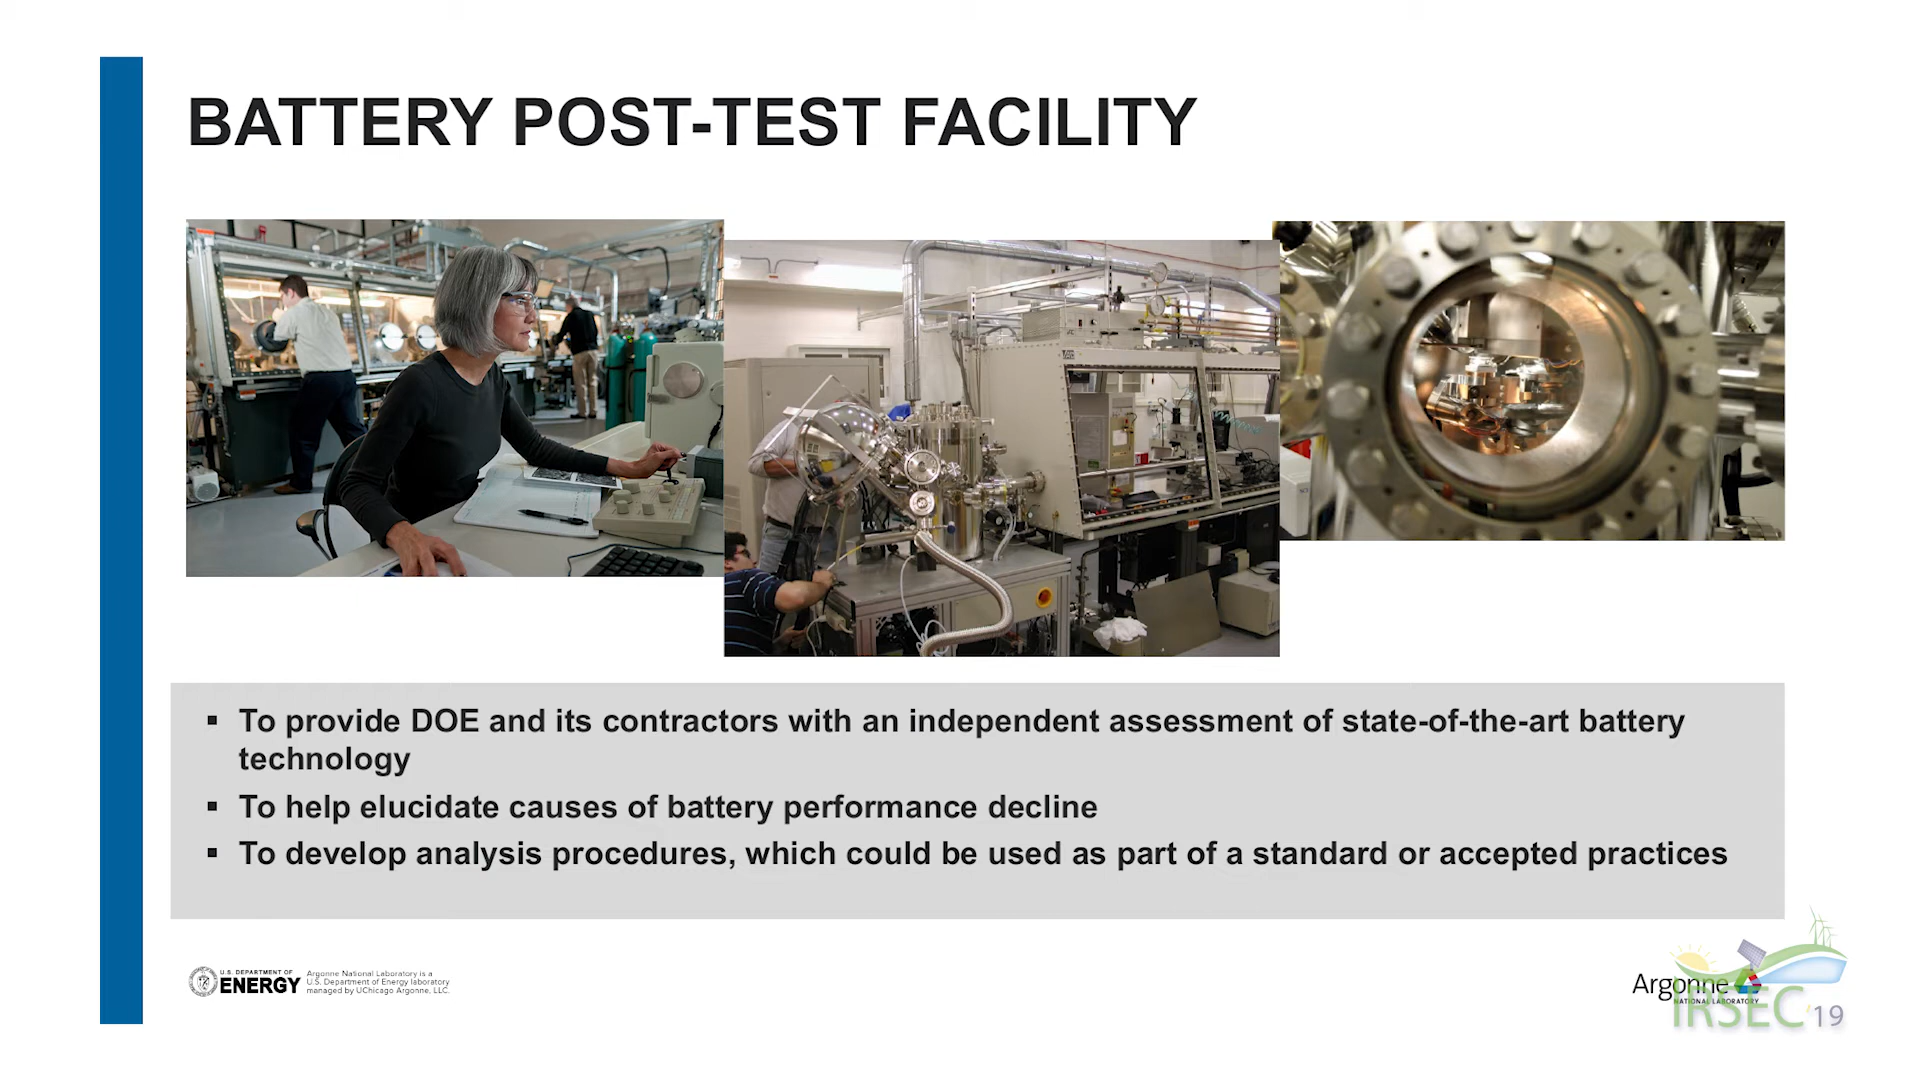 BATTERY POST-TEST FACILITY
▪ To provide DOE and its contractors with an independent assessment of state-of-the-art battery
technology
▪ To help elucidate causes of battery performance decline
▪ To develop analysis procedures, which could be used as part of a standard or accepted practices
U.S. DEPARTMENT OF
ENERGY
Argonne National Laboratory is a
U.S. Department of Energy laboratory
managed by UChicago Argonne, LLC.
Argonne
NATIONAL LABORATORY
IRSEC'19